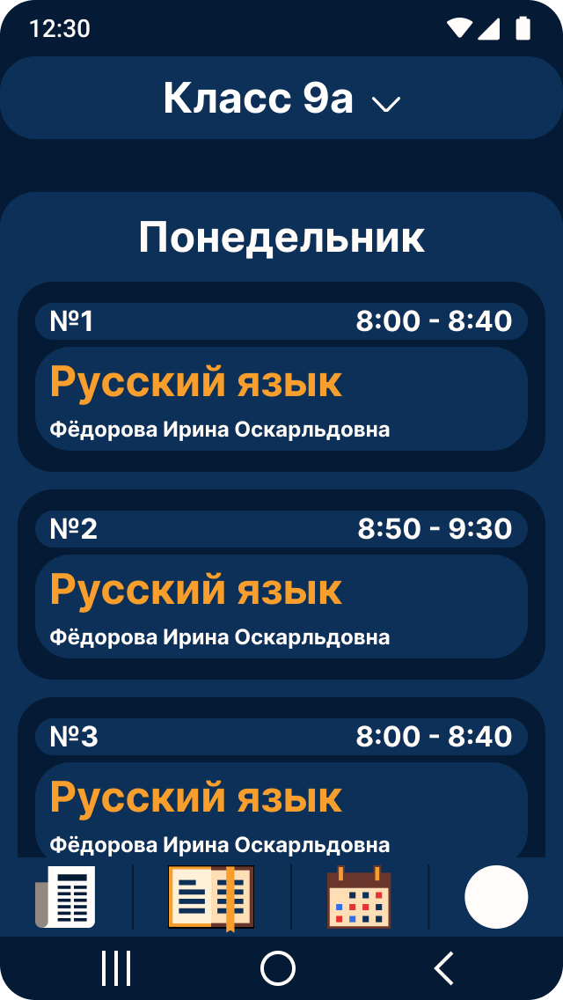 12:30
Класс 9а
Понедельник
№1 8:00 - 8:40
Русский язык
Фёдорова Ирина Оскарльдовна
№2 8:50 - 9:30
Русский язык
Фёдорова Ирина Оскарльдовна
№3 8:00 - 8:40
Русский язык
Фёдорова Ирина Оскарльдовна